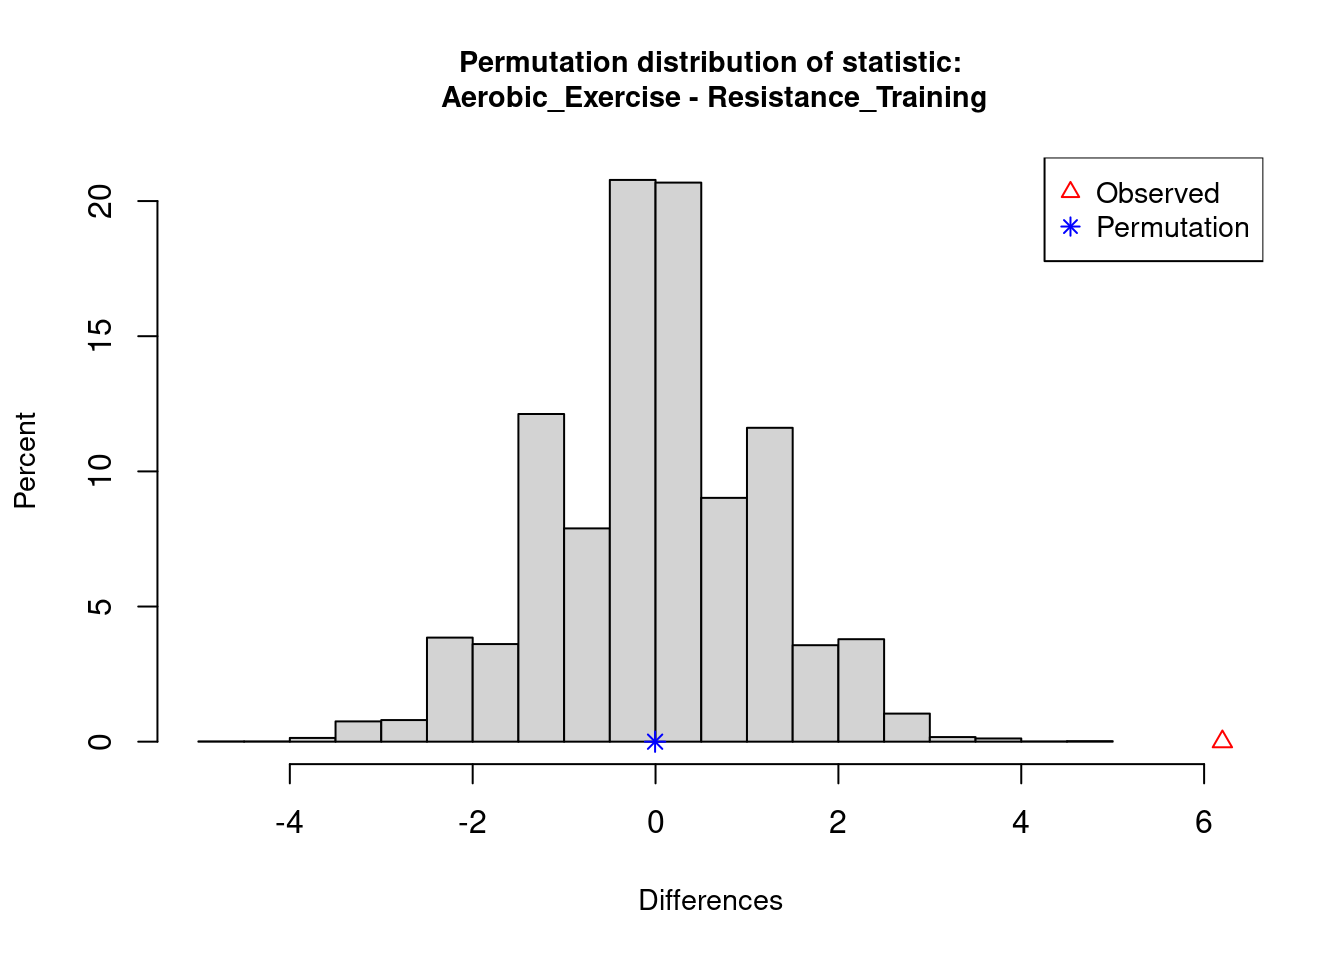 Permutation distribution of statistic:
Aerobic_Exercise - Resistance_Training
Observed
Permutation
Percent
20
15
10
5
0
-4 -2 0 2 4 6
Differences